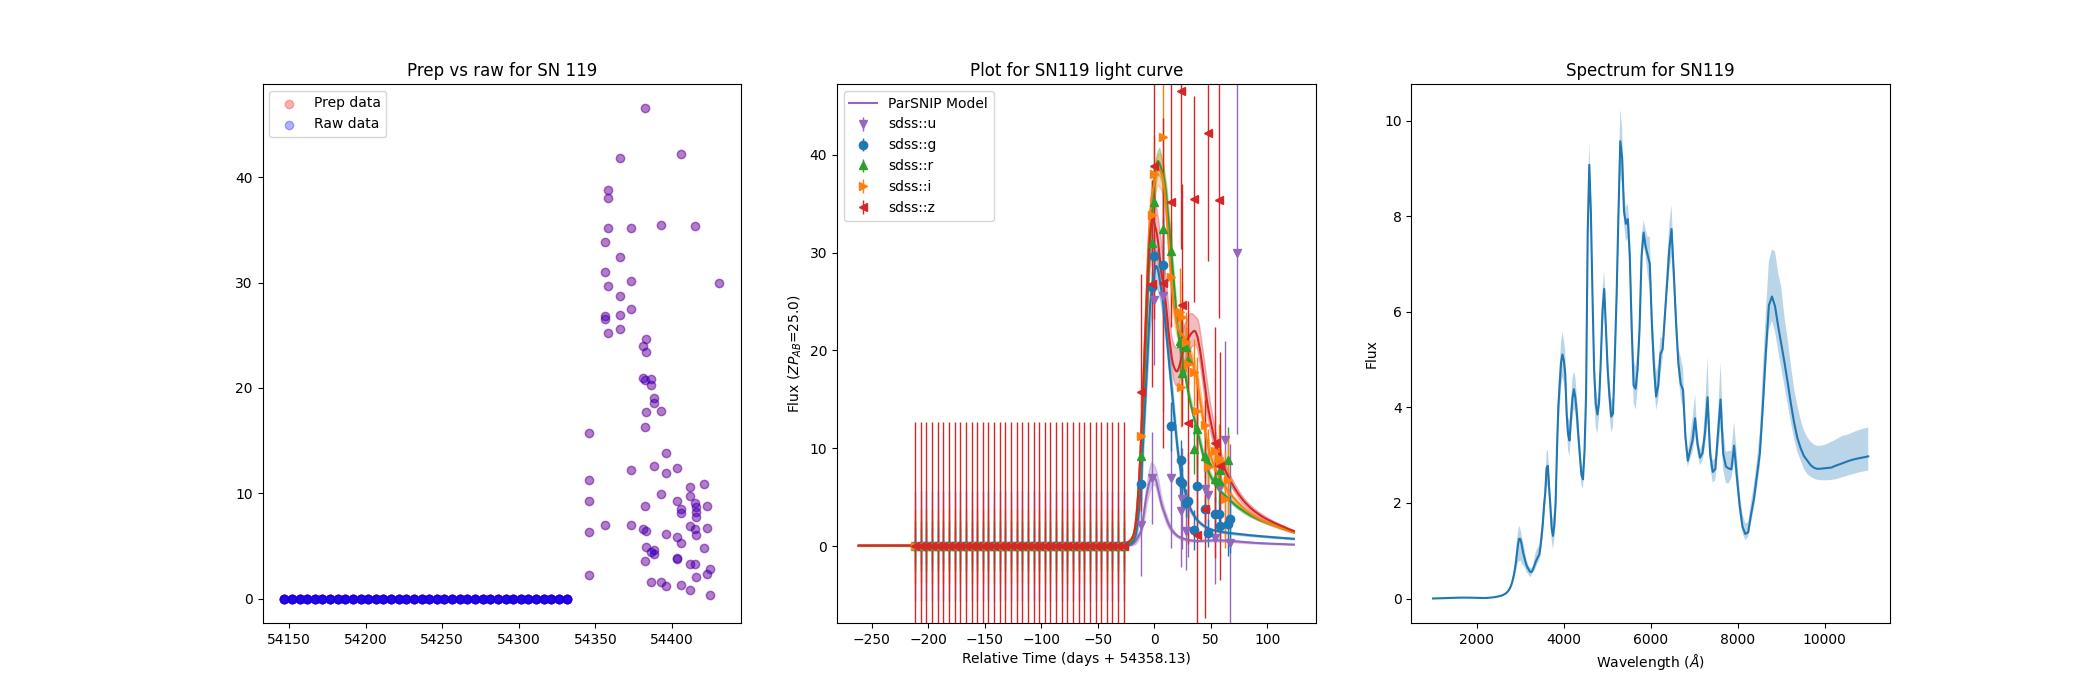 Prep vs raw for SN 119
Prep data
Raw data
40
30
20
10
0
54150 54200 54250 54300 54350 54400
Plot for SN119 light curve
ParSNIP Model
sdss::u
sdss::g
sdss::r
sdss::i
sdss::z
Flux (ZP_AB=25.0)
40
30
20
10
0
−250 −200 −150 −100 −50 0 50 100
Relative Time (days + 54358.13)
Spectrum for SN119
Flux
10
8
6
4
2
0
2000 4000 6000 8000 10000
Wavelength (Å)